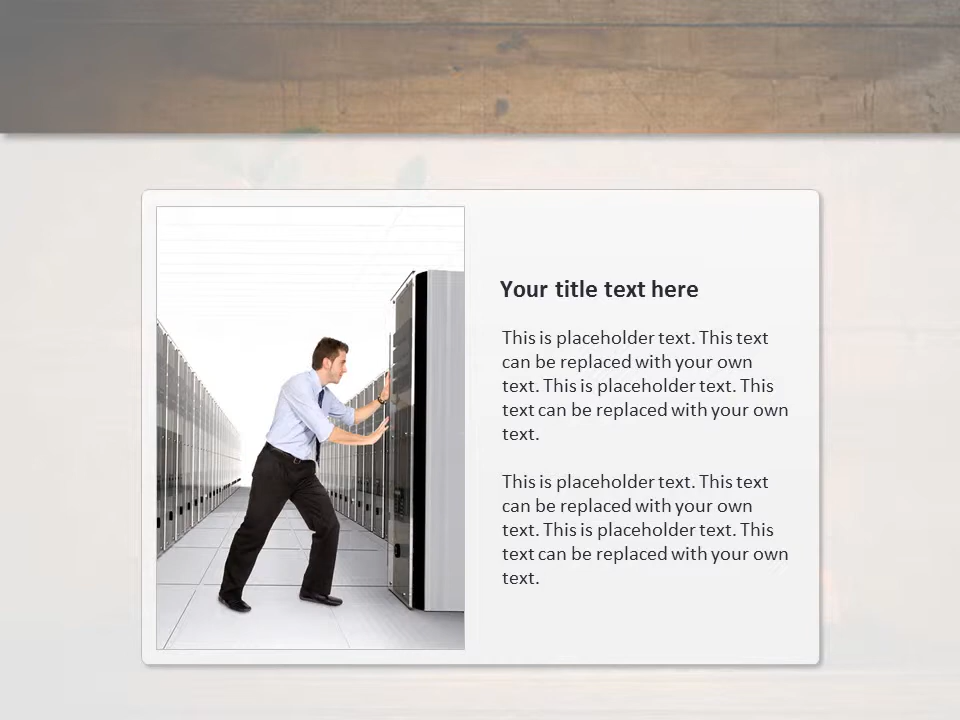 Your title text here
This is placeholder text. This text
can be replaced with your own
text. This is placeholder text. This
text can be replaced with your own
text.
This is placeholder text. This text
can be replaced with your own
text. This is placeholder text. This
text can be replaced with your own
text.